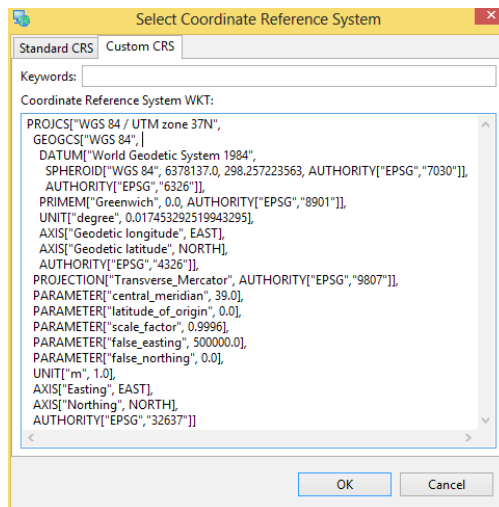 Select Coordinate Reference System
Standard CRS Custom CRS
Keywords:
Coordinate Reference System WKT:
PROJCS["WGS 84 / UTM zone 37N",
GEOGCS["WGS 84",
DATUM["World Geodetic System 1984",
SPHEROID["WGS 84", 6378137.0, 298.257223563, AUTHORITY["EPSG","7030"]],
AUTHORITY["EPSG","6326"]],
PRIMEM["Greenwich", 0.0, AUTHORITY["EPSG","8901"]],
UNIT["degree", 0.017453292519943295],
AXIS["Geodetic longitude", EAST],
AXIS["Geodetic latitude", NORTH],
AUTHORITY["EPSG","4326"]],
PROJECTION["Transverse_Mercator", AUTHORITY["EPSG","9807"]],
PARAMETER["central_meridian", 39.0],
PARAMETER["latitude_of_origin", 0.0],
PARAMETER["scale_factor", 0.9996],
PARAMETER["false_easting", 500000.0],
PARAMETER["false_northing", 0.0],
UNIT["m", 1.0],
AXIS["Easting", EAST],
AXIS["Northing", NORTH],
AUTHORITY["EPSG","32637"]]
OK Cancel